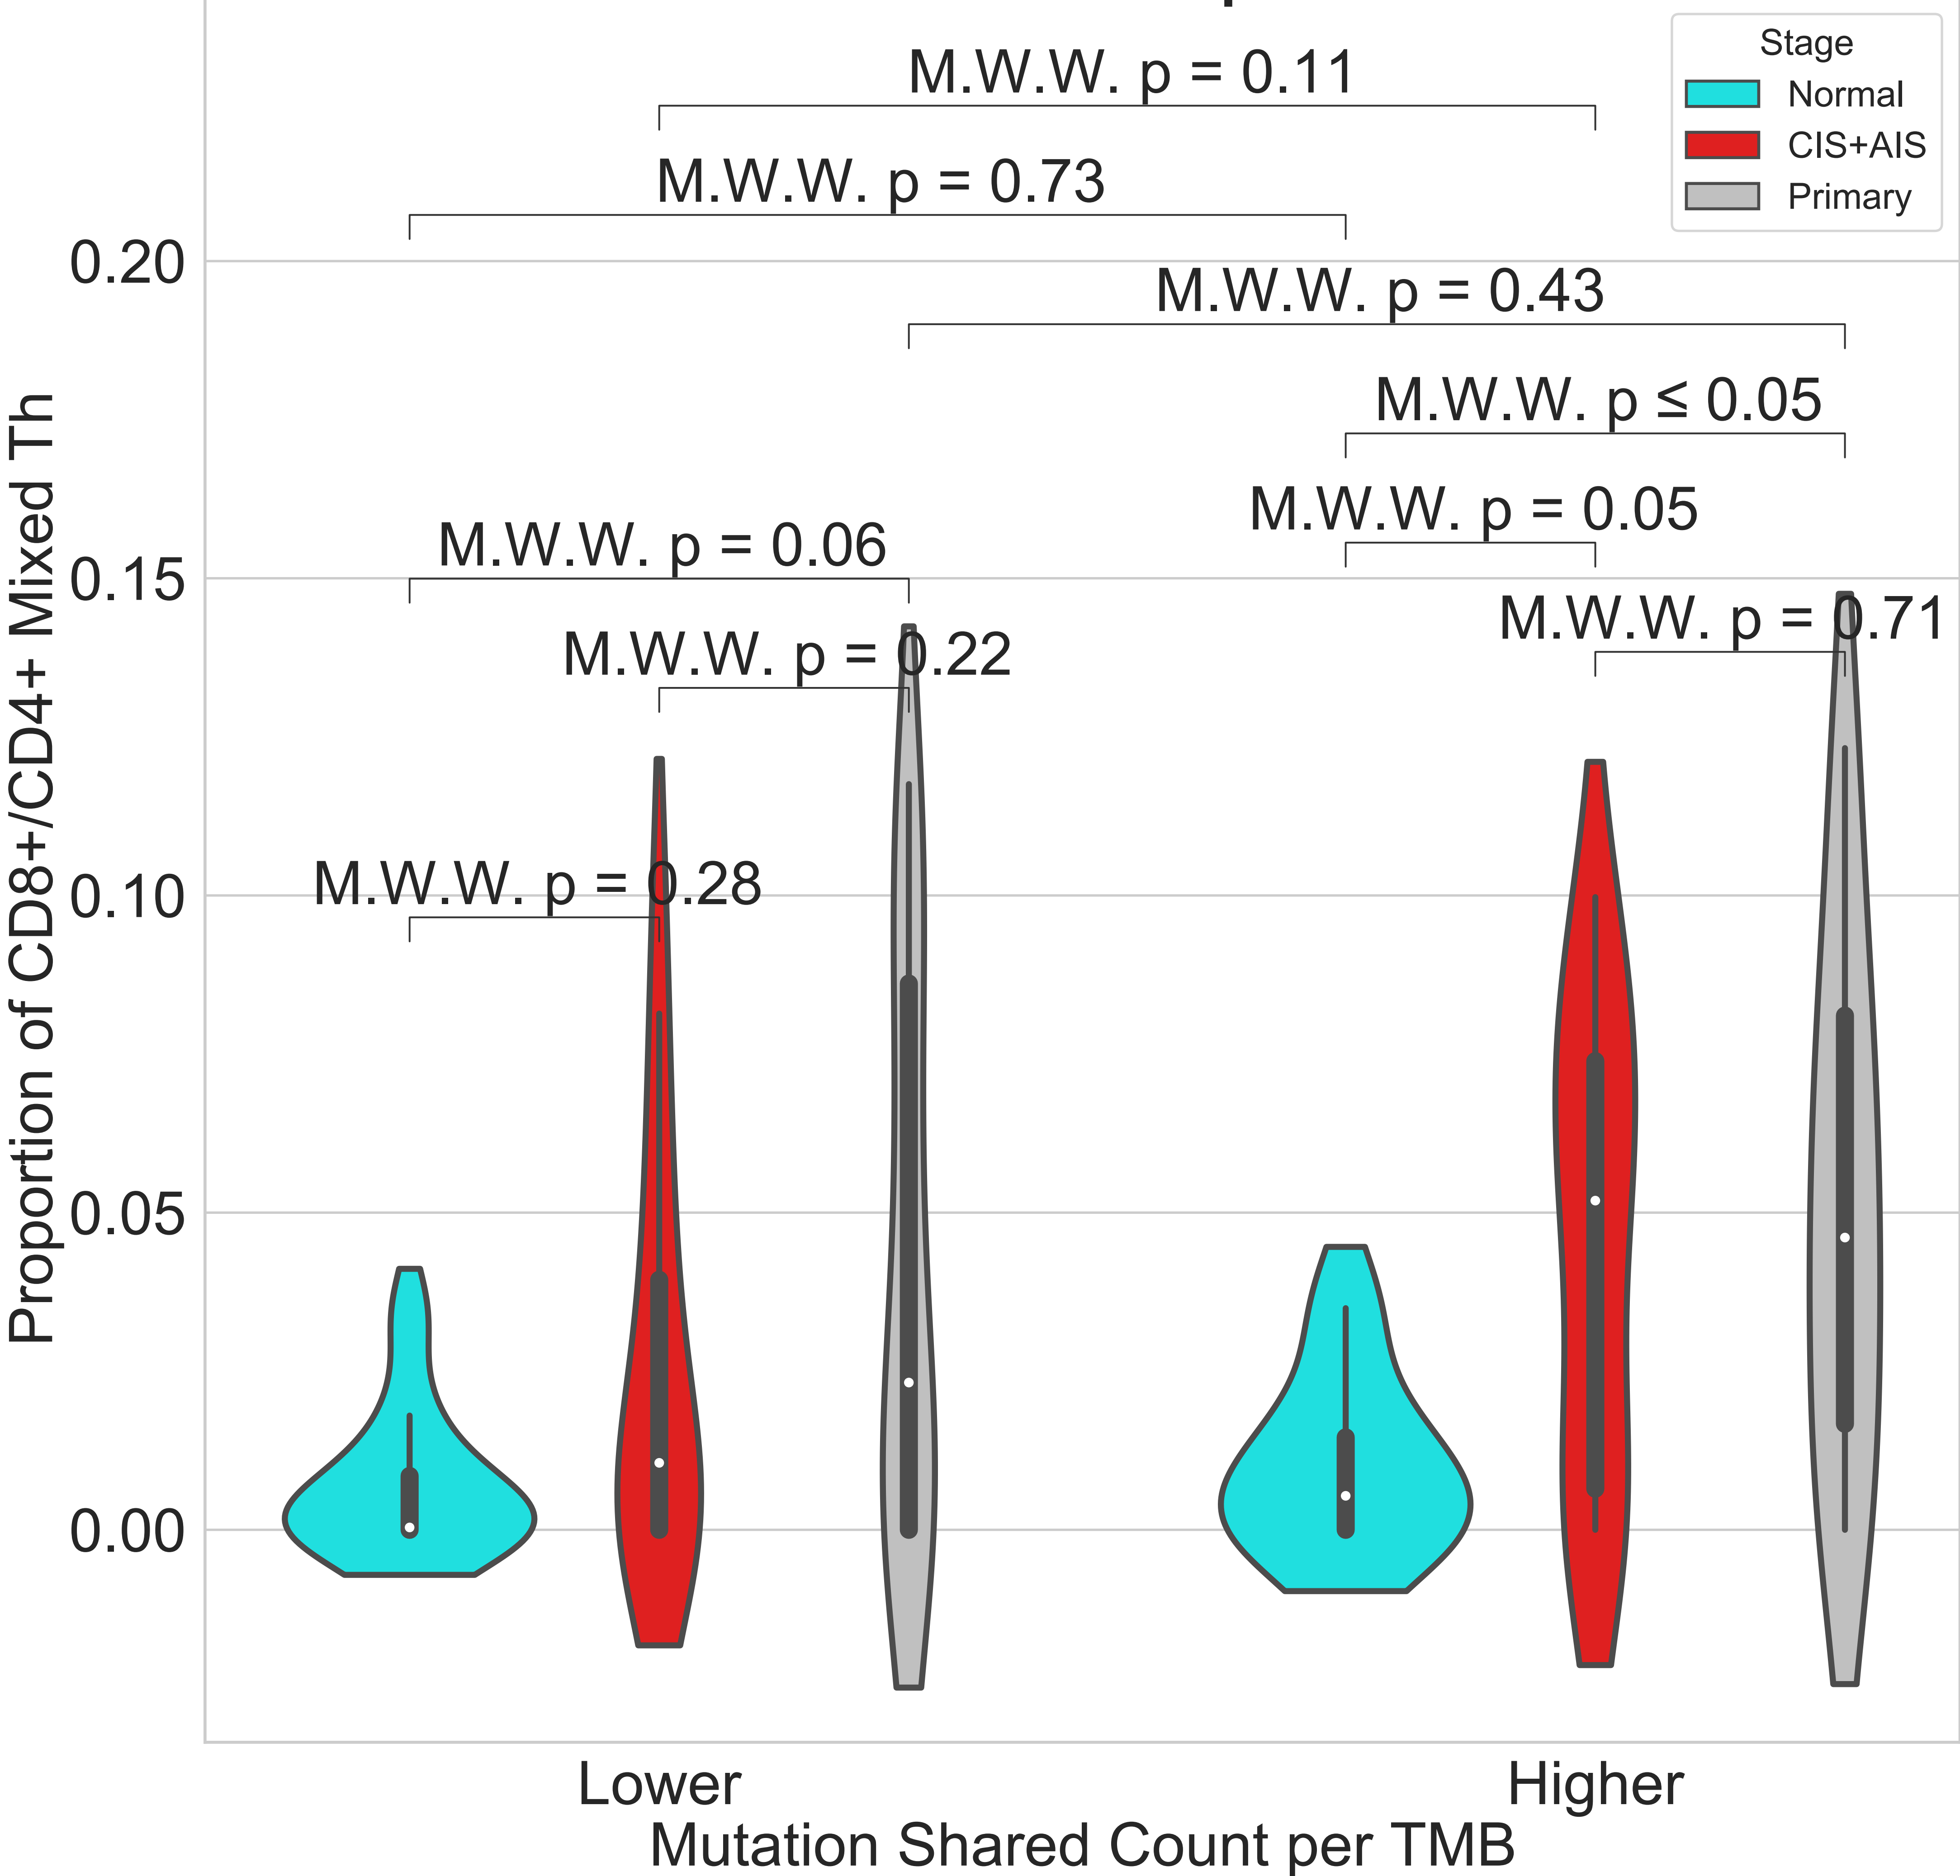 M.W.W. p = 0.11
Stage
Normal
CIS+AIS
Primary
M.W.W. p = 0.73
0.20
M.W.W. p = 0.43
M.W.W. p ≤ 0.05
M.W.W. p = 0.05
M.W.W. p = 0.06
0.15
M.W.W. p = 0.71
M.W.W. p = 0.22
M.W.W. p = 0.28
0.10
0.05
0.00
Proportion of CD8+/CD4+ Mixed Th
Lower
Higher
Mutation Shared Count per TMB